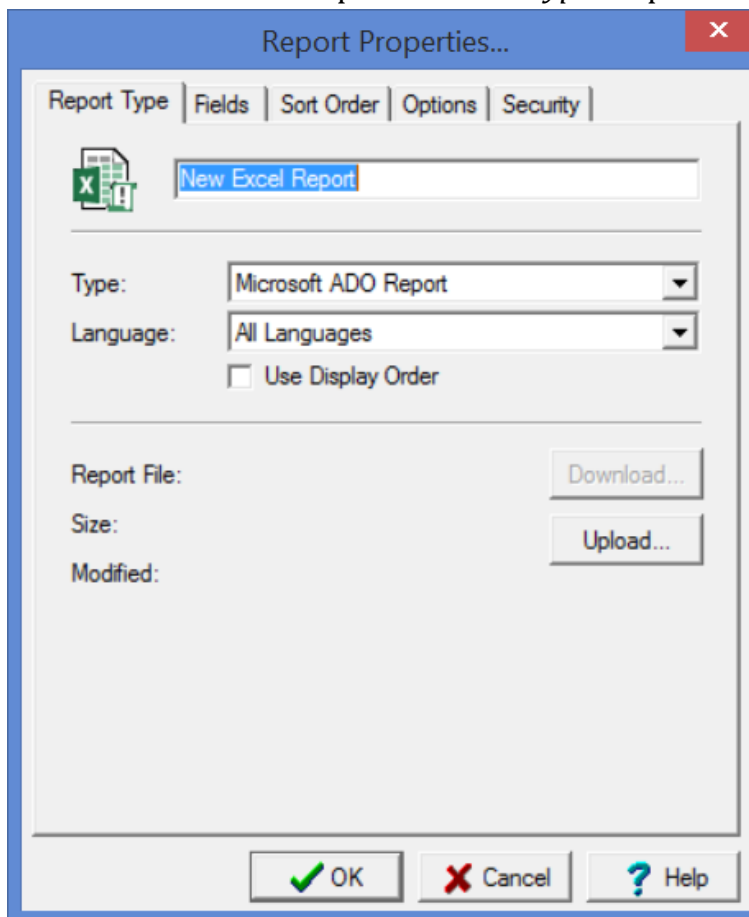 Report Properties...
Report Type Fields Sort Order Options Security
New Excel Report
Type: Microsoft ADO Report
Language: All Languages
Use Display Order
Report File: Download...
Size:
Upload...
Modified:
OK Cancel Help